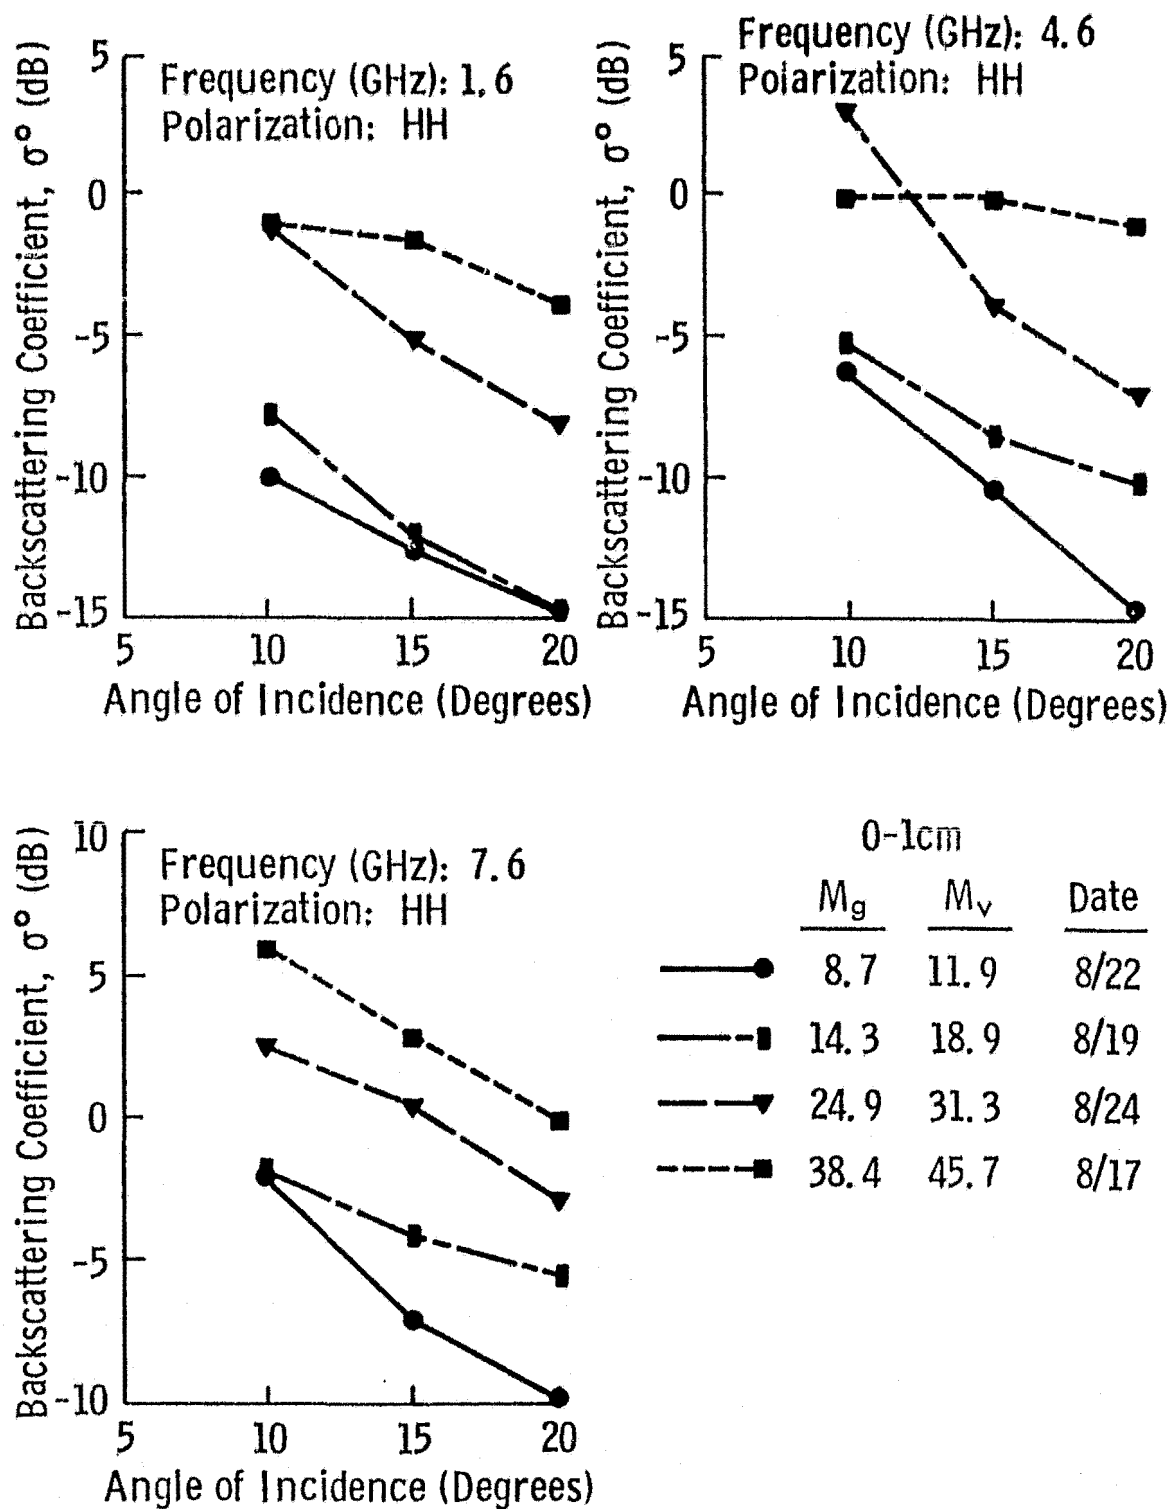 Frequency (GHz): 1.6
Polarization: HH
Backscattering Coefficient, σ° (dB)
5
0
-5
-10
-15
5 10 15 20
Angle of Incidence (Degrees)
Frequency (GHz): 4.6
Polarization: HH
Backscattering Coefficient, σ° (dB)
5
0
-5
-10
-15
5 10 15 20
Angle of Incidence (Degrees)
Frequency (GHz): 7.6
Polarization: HH
Backscattering Coefficient, σ° (dB)
10
5
0
-5
-10
5 10 15 20
Angle of Incidence (Degrees)
0-1cm
Mg Mv Date
8.7 11.9 8/22
14.3 18.9 8/19
24.9 31.3 8/24
38.4 45.7 8/17